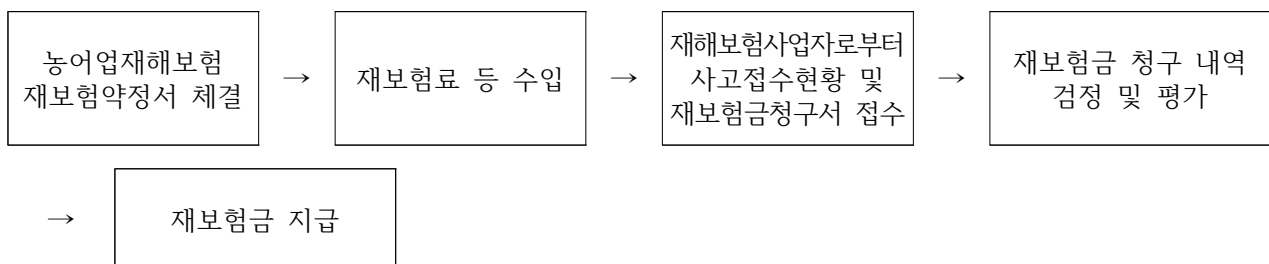 농어업재해보험
재보험약정서 체결
→
재보험료 등 수입
→
재해보험사업자로부터
사고접수현황 및
재보험금청구서 접수
→
재보험금 청구 내역
검정 및 평가
→
재보험금 지급